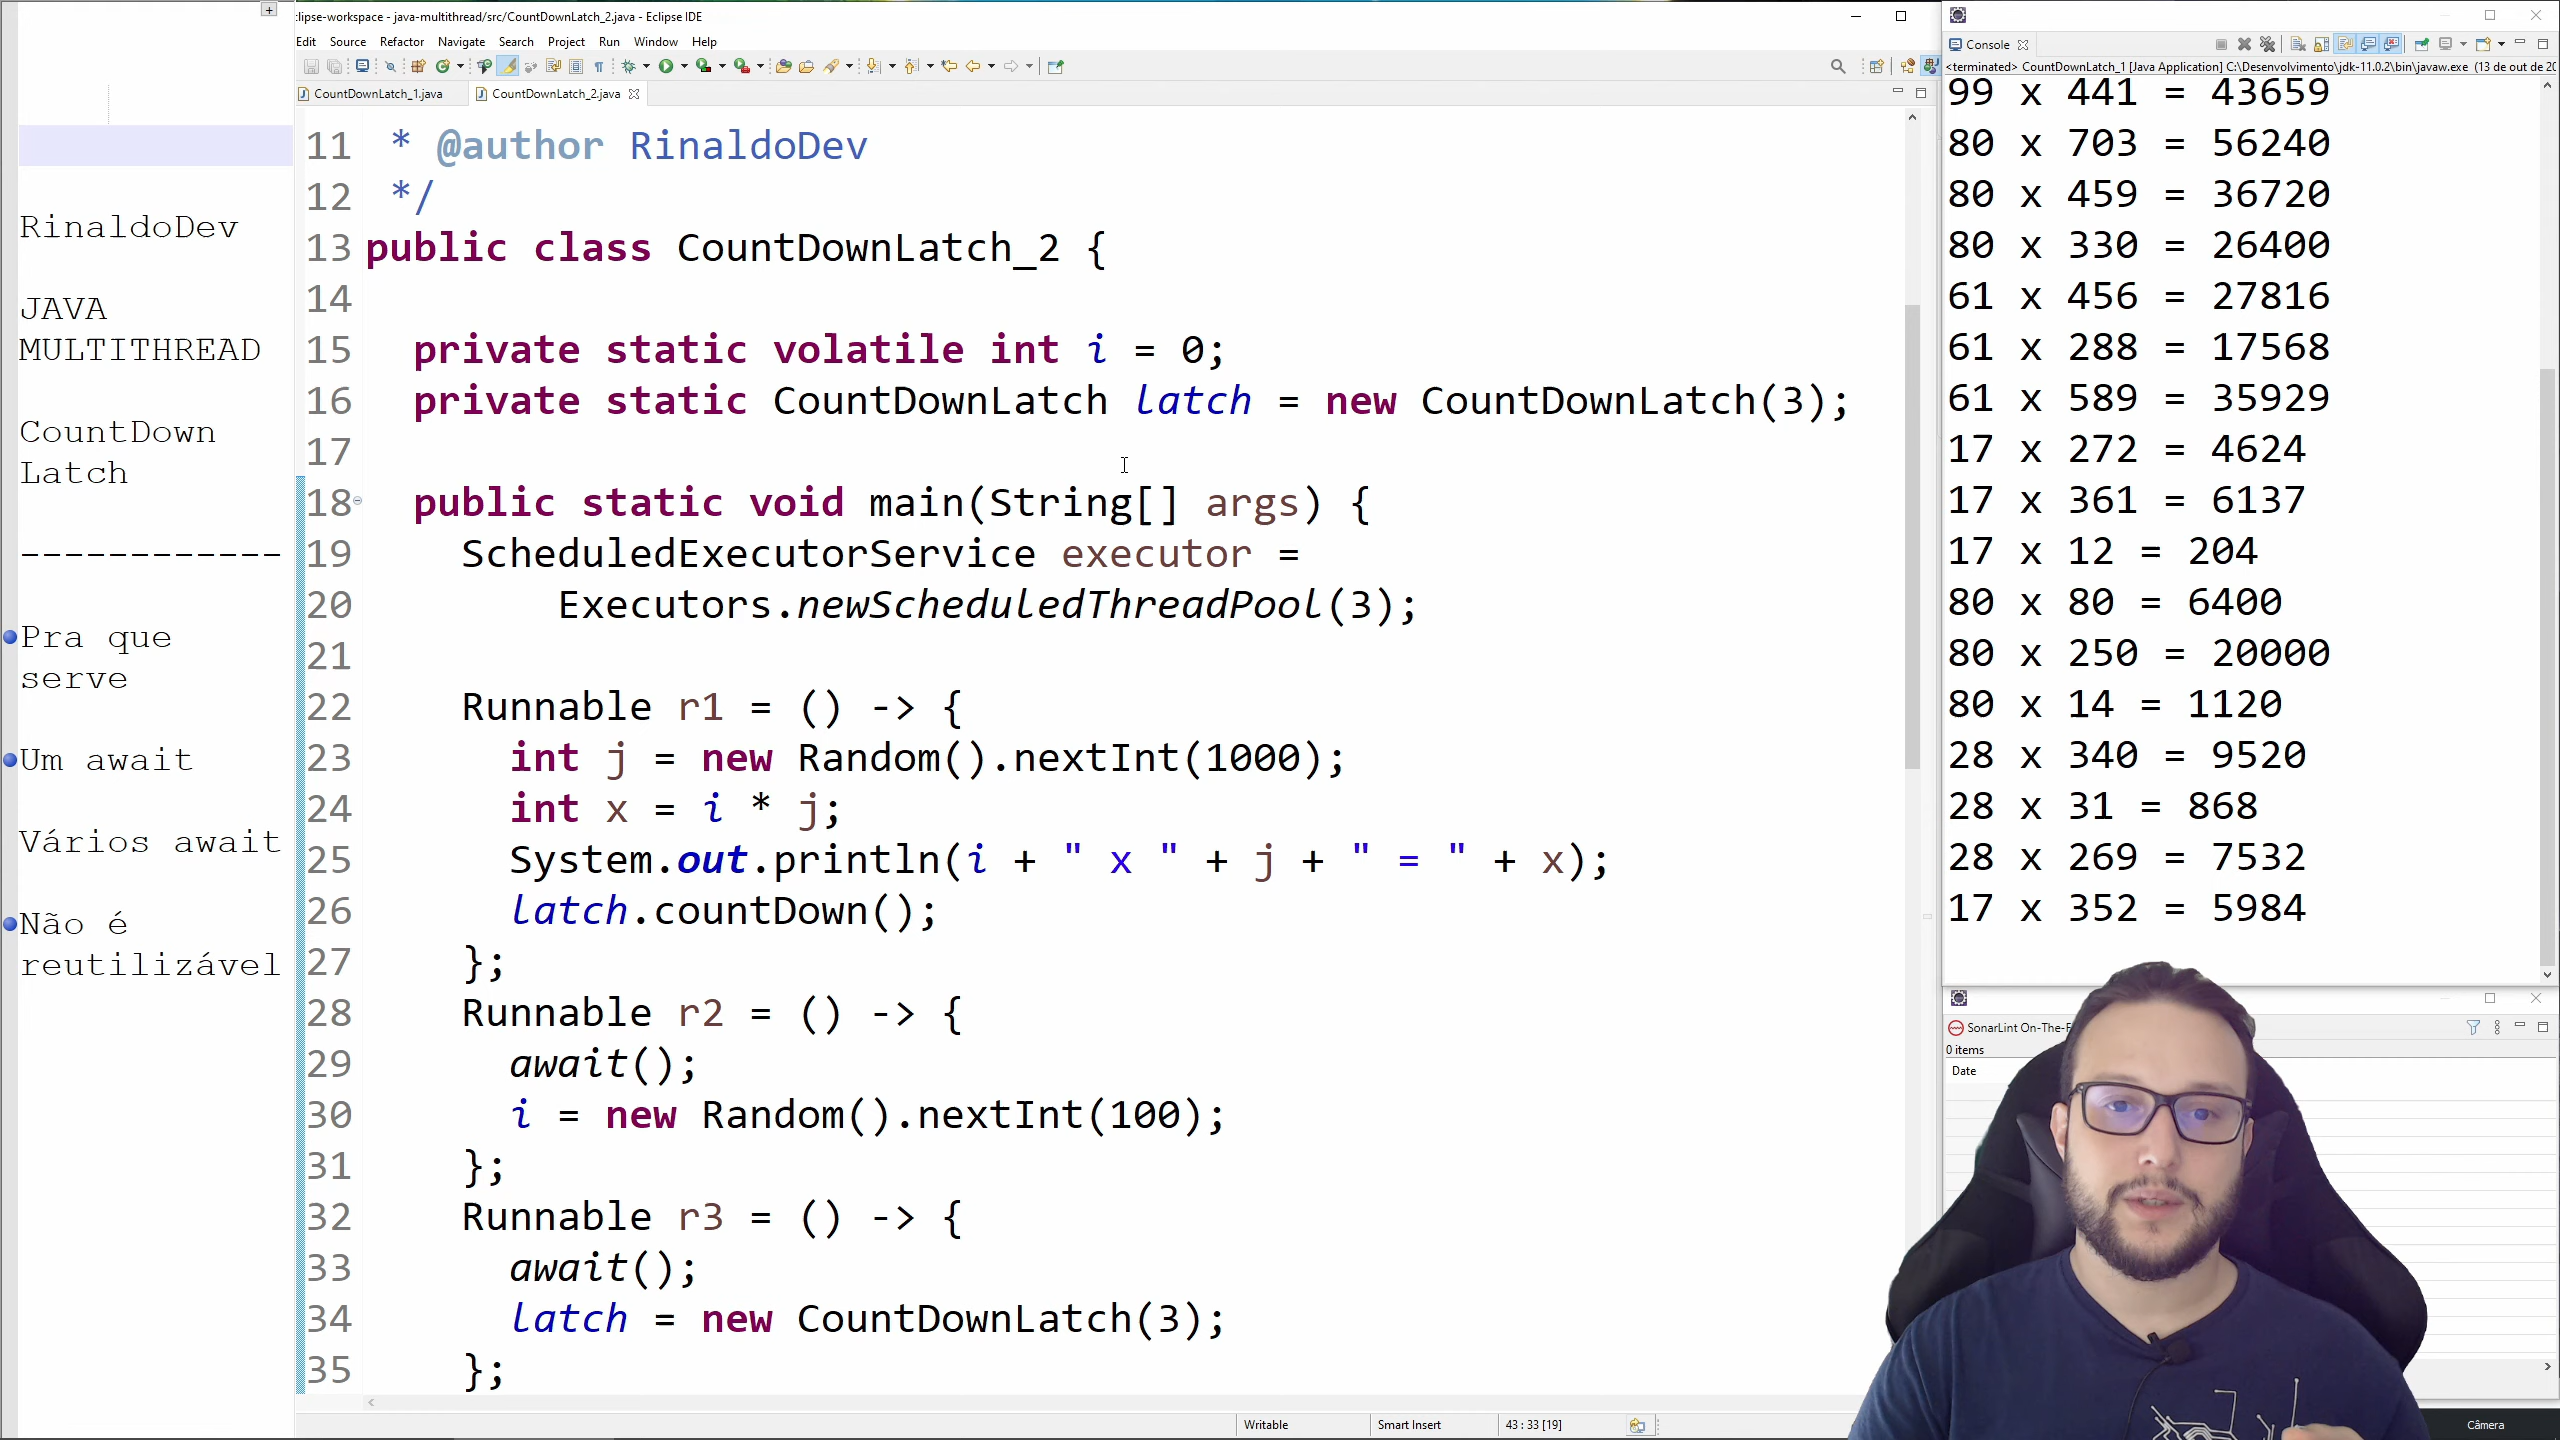 clipse-workspace - java-multithread/src/CountDownLatch_2.java - Eclipse IDE
Edit Source Refactor Navigate Search Project Run Window Help
CountDownLatch_1.java
CountDownLatch_2.java
RinaldoDev
JAVA
MULTITHREAD
CountDown
Latch
------------
Pra que
serve
Um await
Vários await
Não é
reutilizável
11 * @author RinaldoDev
12 */
13 public class CountDownLatch_2 {
14
15 private static volatile int i = 0;
16 private static CountDownLatch latch = new CountDownLatch(3);
17
18 public static void main(String[] args) {
19 ScheduledExecutorService executor =
20 Executors.newScheduledThreadPool(3);
21
22 Runnable r1 = () -> {
23 int j = new Random().nextInt(1000);
24 int x = i * j;
25 System.out.println(i + " x " + j + " = " + x);
26 latch.countDown();
27 };
28 Runnable r2 = () -> {
29 await();
30 i = new Random().nextInt(100);
31 };
32 Runnable r3 = () -> {
33 await();
34 latch = new CountDownLatch(3);
35 };
Writable
Smart Insert
43 : 33 [19]
Console
<terminated> CountDownLatch_1 [Java Application] C:\Desenvolvimento\jdk-11.0.2\bin\javaw.exe (13 de out de 20
99 x 441 = 43659
80 x 703 = 56240
80 x 459 = 36720
80 x 330 = 26400
61 x 456 = 27816
61 x 288 = 17568
61 x 589 = 35929
17 x 272 = 4624
17 x 361 = 6137
17 x 12 = 204
80 x 80 = 6400
80 x 250 = 20000
80 x 14 = 1120
28 x 340 = 9520
28 x 31 = 868
28 x 269 = 7532
17 x 352 = 5984
SonarLint On-The-F
0 items
Date
Câmera